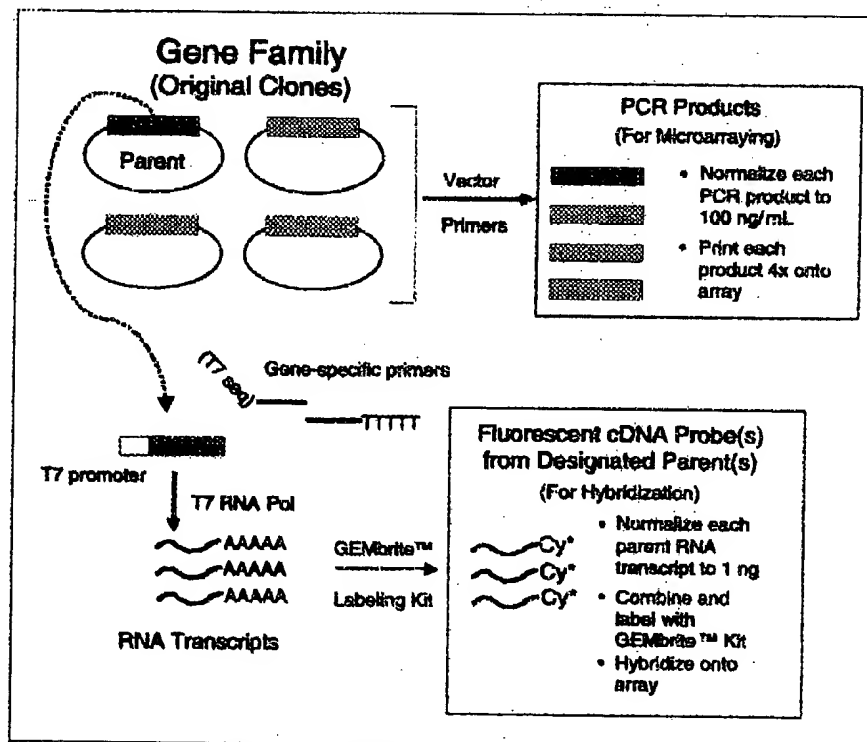 Gene Family
(Original Clones)
Parent
Vector
Primers
PCR Products
(For Microarraying)
• Normalize each
PCR product to
100 ng/mL
• Print each
product 4x onto
array
(T7 seq)
Gene-specific primers
TTTTT
T7 promoter
T7 RNA Pol
AAAAA
AAAAA
AAAAA
RNA Transcripts
GEMbrite™
Labeling Kit
Fluorescent cDNA Probe(s)
from Designated Parent(s)
(For Hybridization)
Cy*
Cy*
Cy*
• Normalize each
parent RNA
transcript to 1 ng
• Combine and
label with
GEMbrite™ Kit
• Hybridize onto
array